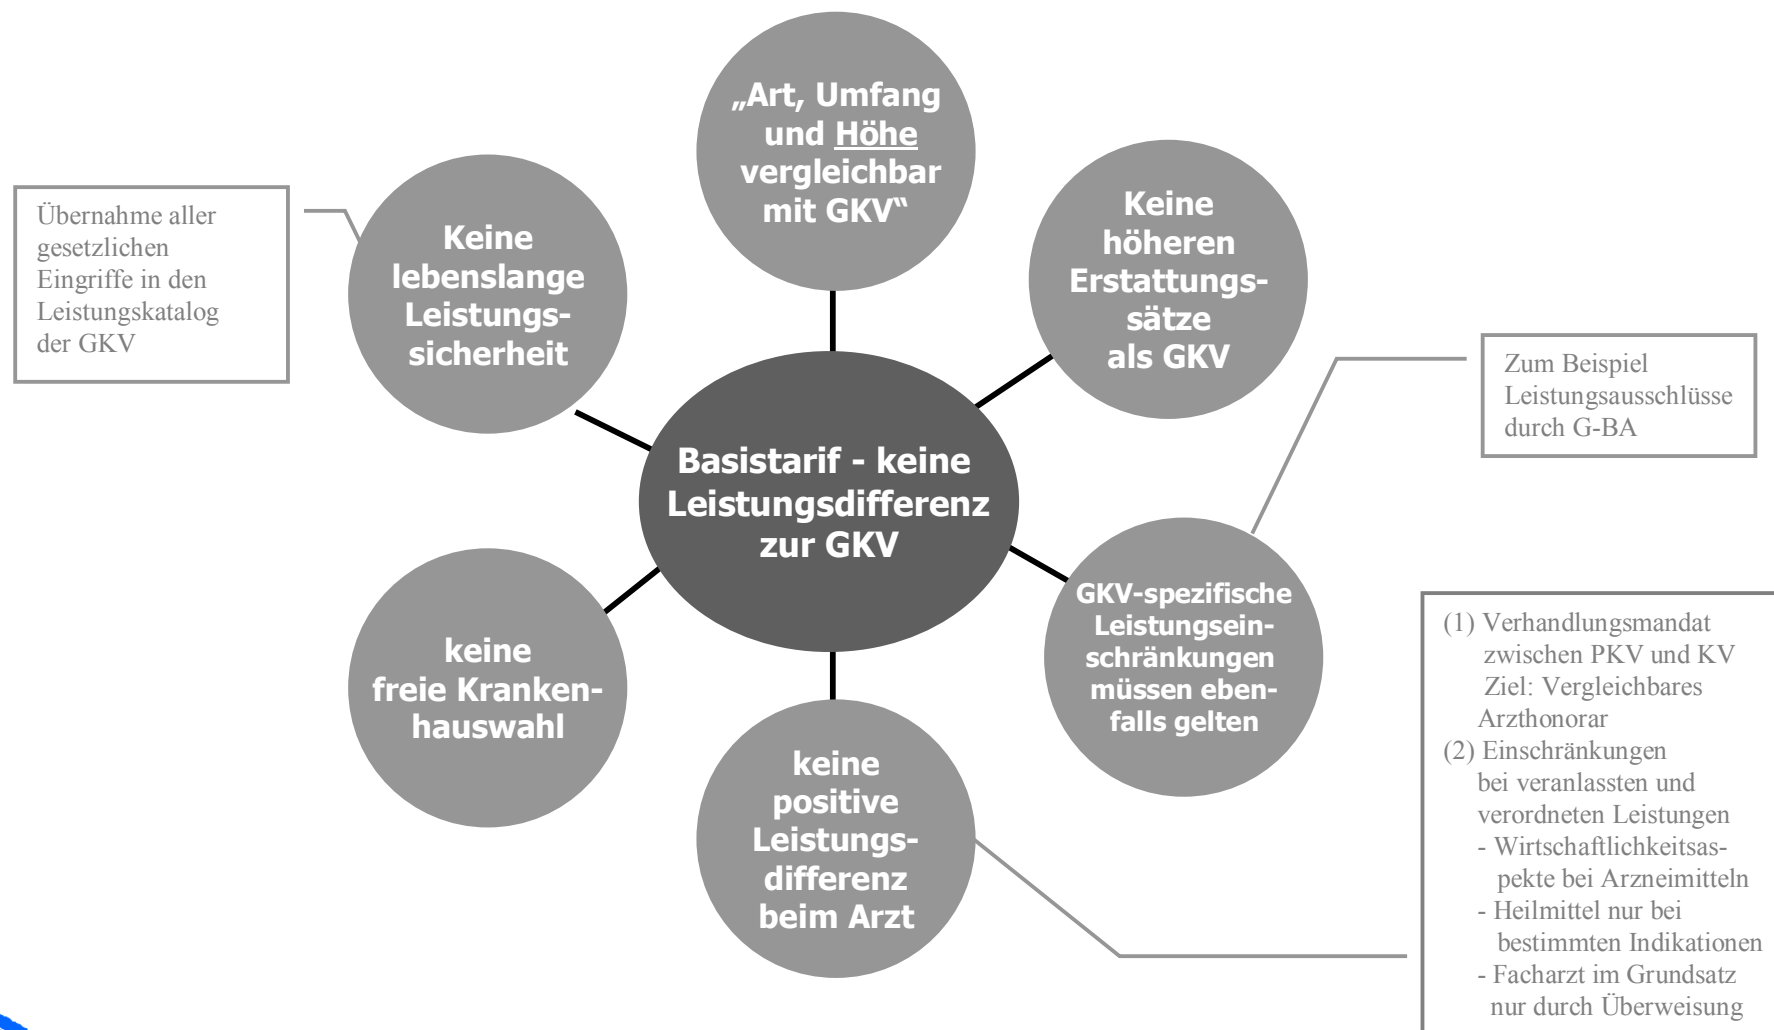 „Art, Umfang
und Höhe
vergleichbar
mit GKV“
Keine
höheren
Erstattungs-
sätze
als GKV
Übernahme aller
gesetzlichen
Eingriffe in den
Leistungskatalog
der GKV
Keine
lebenslange
Leistungs-
sicherheit
Zum Beispiel
Leistungsausschlüsse
durch G-BA
Basistarif - keine
Leistungsdifferenz
zur GKV
GKV-spezifische
Leistungsein-
schränkungen
müssen eben-
falls gelten
keine
freie Kranken-
hauswahl
keine
positive
Leistungs-
differenz
beim Arzt
(1) Verhandlungsmandat
zwischen PKV und KV
Ziel: Vergleichbares
Arzthonorar
(2) Einschränkungen
bei veranlassten und
verordneten Leistungen
- Wirtschaftlichkeitsas-
pekte bei Arzneimitteln
- Heilmittel nur bei
bestimmten Indikationen
- Facharzt im Grundsatz
nur durch Überweisung